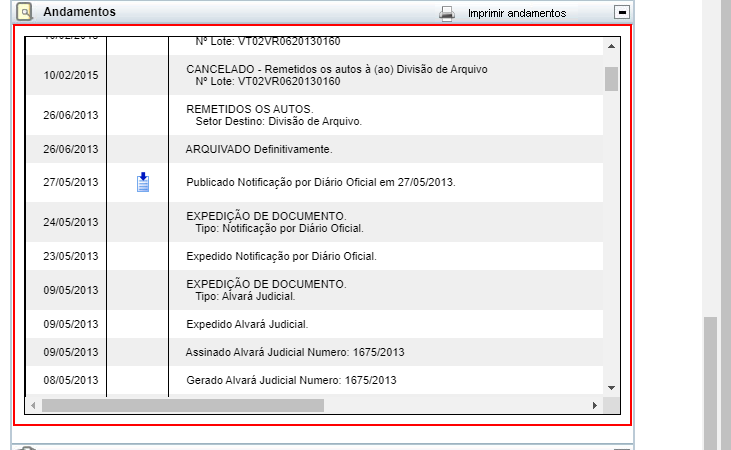 Andamentos
Imprimir andamentos
Nº Lote: VT02VR0620130160
10/02/2015
CANCELADO - Remetidos os autos à (ao) Divisão de Arquivo
Nº Lote: VT02VR0620130160
26/06/2013
REMETIDOS OS AUTOS.
Setor Destino: Divisão de Arquivo.
26/06/2013
ARQUIVADO Definitivamente.
27/05/2013
Publicado Notificação por Diário Oficial em 27/05/2013.
24/05/2013
EXPEDIÇÃO DE DOCUMENTO.
Tipo: Notificação por Diário Oficial.
23/05/2013
Expedido Notificação por Diário Oficial.
09/05/2013
EXPEDIÇÃO DE DOCUMENTO.
Tipo: Alvará Judicial.
09/05/2013
Expedido Alvará Judicial.
09/05/2013
Assinado Alvará Judicial Numero: 1675/2013
08/05/2013
Gerado Alvará Judicial Numero: 1675/2013